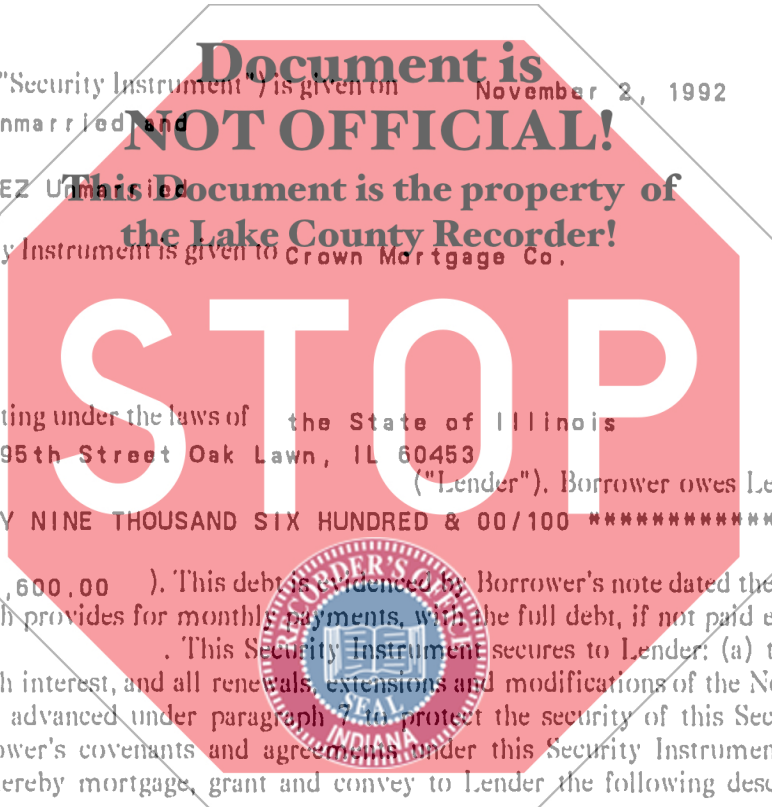 Document is
"Security Instrument") is given on November 2, 1992
nmarried and
NOT OFFICIAL!
EZ Unmarried
This Document is the property of
the Lake County Recorder!
y Instrument is given to Crown Mortgage Co.
STOP
ting under the laws of the State of Illinois
95th Street Oak Lawn, IL 60453
("Lender"). Borrower owes Le
Y NINE THOUSAND SIX HUNDRED & 00/100 *************
,600.00 ). This debt is evidenced by Borrower's note dated the
h provides for monthly payments, with the full debt, if not paid e
. This Security Instrument secures to Lender: (a) t
h interest, and all renewals, extensions and modifications of the No
advanced under paragraph 7 to protect the security of this Sec
ower's covenants and agreements under this Security Instrumen
ereby mortgage, grant and convey to Lender the following desc
RECORDER'S OFFICE
SEAL
INDIANA